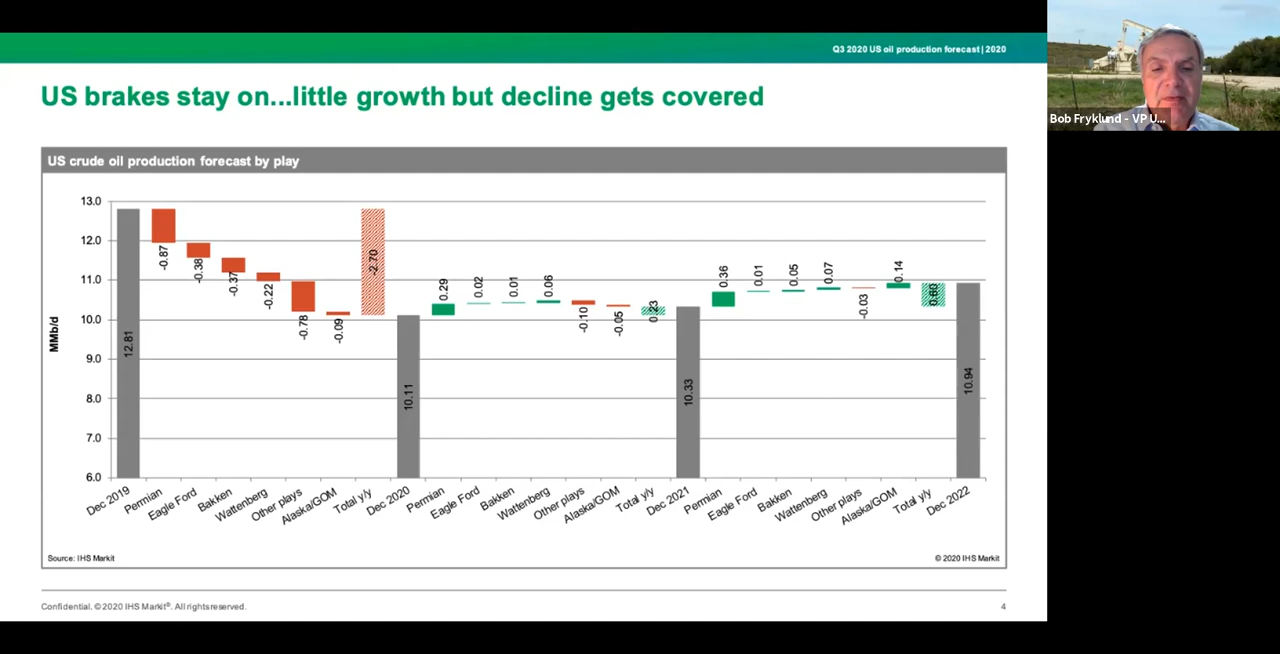 Q3 2020 US oil production forecast | 2020
US brakes stay on...little growth but decline gets covered
US crude oil production forecast by play
MMb/d
13.0
12.0
11.0
10.0
9.0
8.0
7.0
6.0
12.81
-0.87
-0.38
-0.37
-0.22
-0.78
-0.09
-2.70
10.11
0.29
0.02
0.01
0.06
-0.10
-0.05
0.23
10.33
0.36
0.01
0.05
0.07
-0.03
0.14
0.60
10.94
Dec 2019
Permian
Eagle Ford
Bakken
Wattenberg
Other plays
Alaska/GOM
Total y/y
Dec 2020
Permian
Eagle Ford
Bakken
Wattenberg
Other plays
Alaska/GOM
Total y/y
Dec 2021
Permian
Eagle Ford
Bakken
Wattenberg
Other plays
Alaska/GOM
Total y/y
Dec 2022
Source: IHS Markit
© 2020 IHS Markit
Confidential. © 2020 IHS Markit®. All rights reserved.
4
Bob Fryklund - VP U...